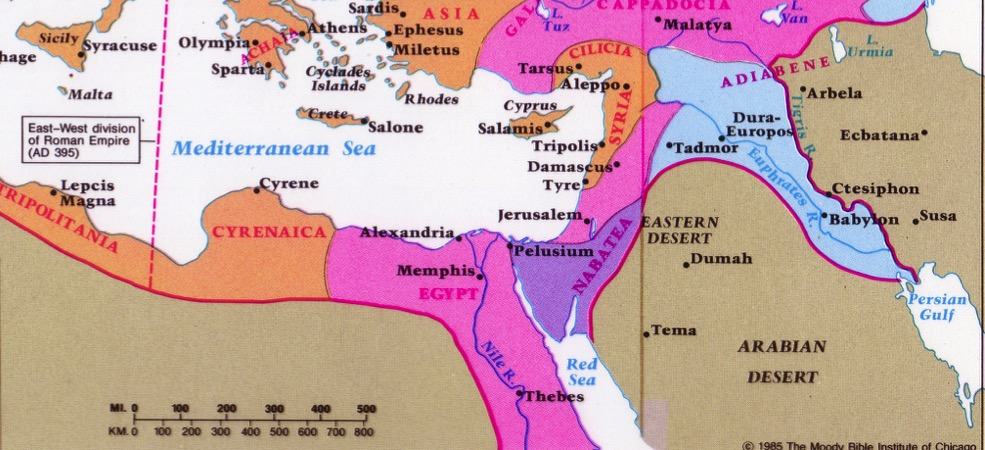 Sardis
ASIA
GAL
L.
Tuz
CAPPADOCIA
Malatya
L.
Van
L.
Urmia
Sicily
Syracuse
hage
Malta
Olympia
ACHAIA
Athens
Sparta
Ephesus
Miletus
Cyclades
Islands
Rhodes
Crete
Salone
CILICIA
Tarsus
Aleppo
SYRIA
Cyprus
Salamis
ADIABENE
Arbela
Tigris R.
Ecbatana
Dura-
Europos
Tadmor
Euphrates R.
East–West division
of Roman Empire
(AD 395)
Mediterranean Sea
Tripolis
Damascus
Tyre
Ctesiphon
Babylon
Susa
Lepcis
Magna
TRIPOLITANIA
Cyrene
CYRENAICA
Alexandria
Jerusalem
Pelusium
NABATEA
EASTERN
DESERT
Dumah
Memphis
EGYPT
Persian
Gulf
Nile R.
Red
Sea
Tema
ARABIAN
DESERT
Thebes
MI. 0 100 200 300 400 500
KM. 0 100 200 300 400 500 600 700 800
© 1985 The Moody Bible Institute of Chicago